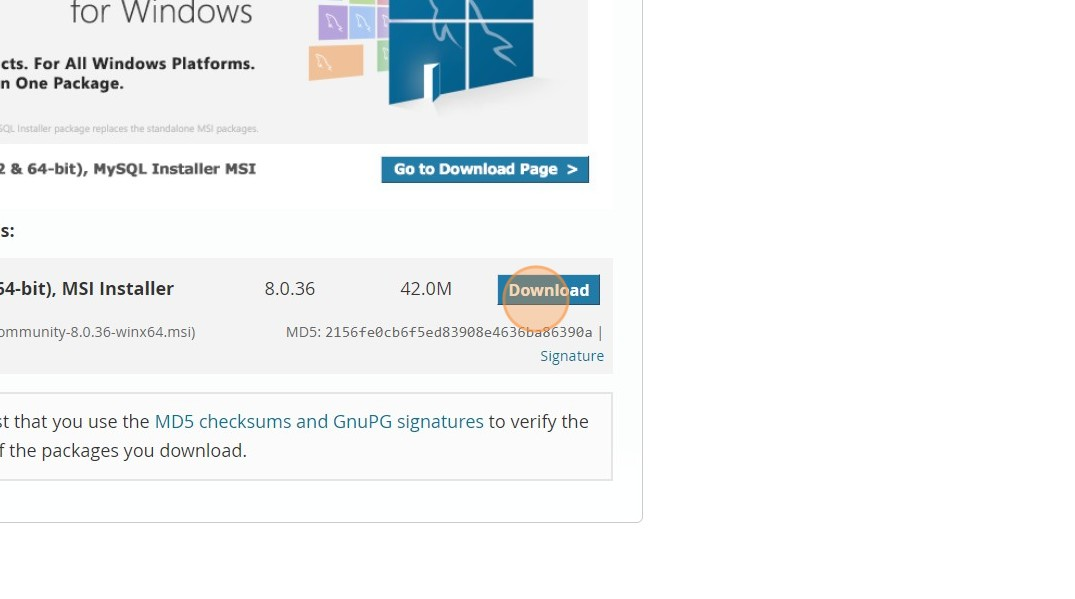 for Windows
cts. For All Windows Platforms.
n One Package.
SQL Installer package replaces the standalone MSI packages.
2 & 64-bit), MySQL Installer MSI
Go to Download Page >
s:
64-bit), MSI Installer 8.0.36 42.0M Download
ommunity-8.0.36-winx64.msi) MD5: 2156fe0cb6f5ed83908e4636ba86390a |
Signature
st that you use the MD5 checksums and GnuPG signatures to verify the
f the packages you download.